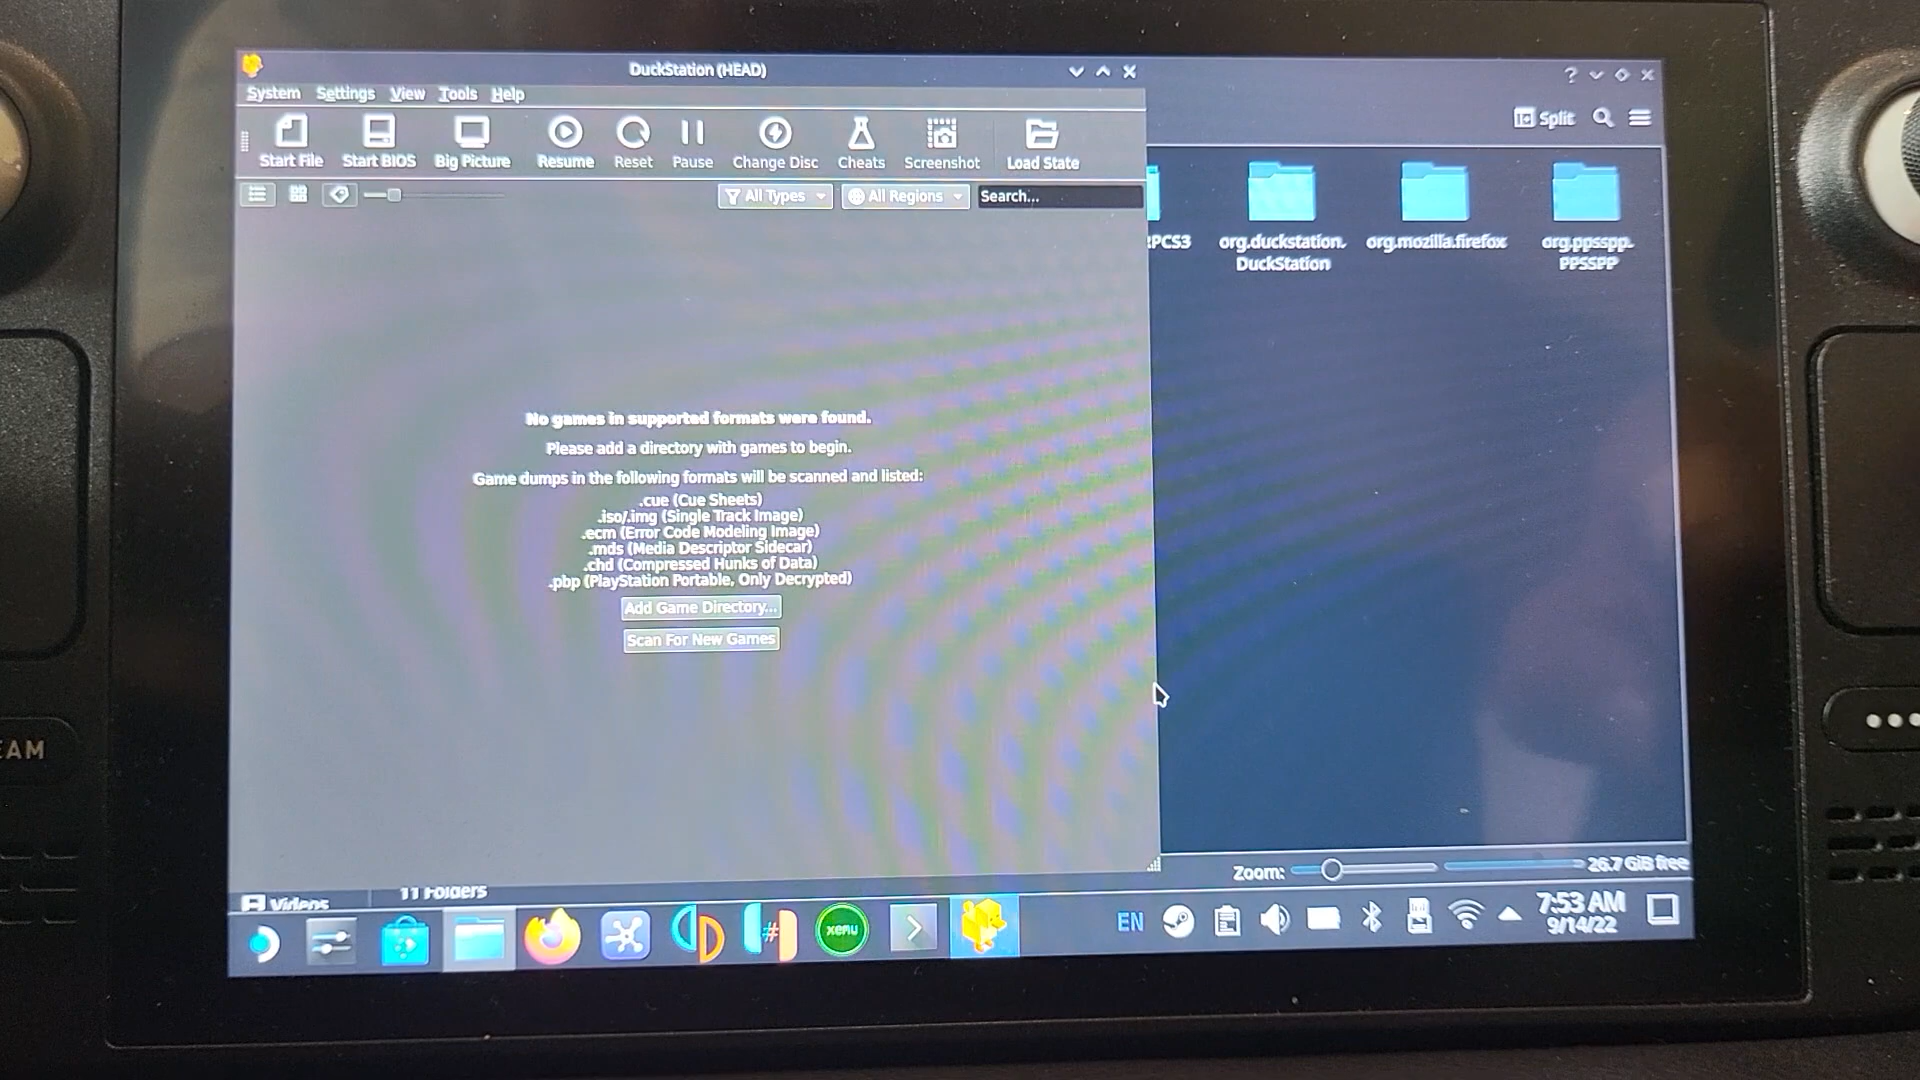 DuckStation (HEAD)
System Settings View Tools Help
Start File Start BIOS Big Picture Resume Reset Pause Change Disc Cheats Screenshot Load State
All Types All Regions Search...
No games in supported formats were found.
Please add a directory with games to begin.
Game dumps in the following formats will be scanned and listed:
.cue (Cue Sheets)
.iso/.img (Single Track Image)
.ecm (Error Code Modeling Image)
.mds (Media Descriptor Sidecar)
.chd (Compressed Hunks of Data)
.pbp (PlayStation Portable, Only Decrypted)
Add Game Directory...
Scan For New Games
Split
PCS3
org.duckstation.
DuckStation
org.mozilla.firefox
org.ppsspp.
PPSSPP
Videos
11 Folders
Zoom:
26.7 GiB free
#
xemu
EN
7:53 AM
9/14/22
EAM